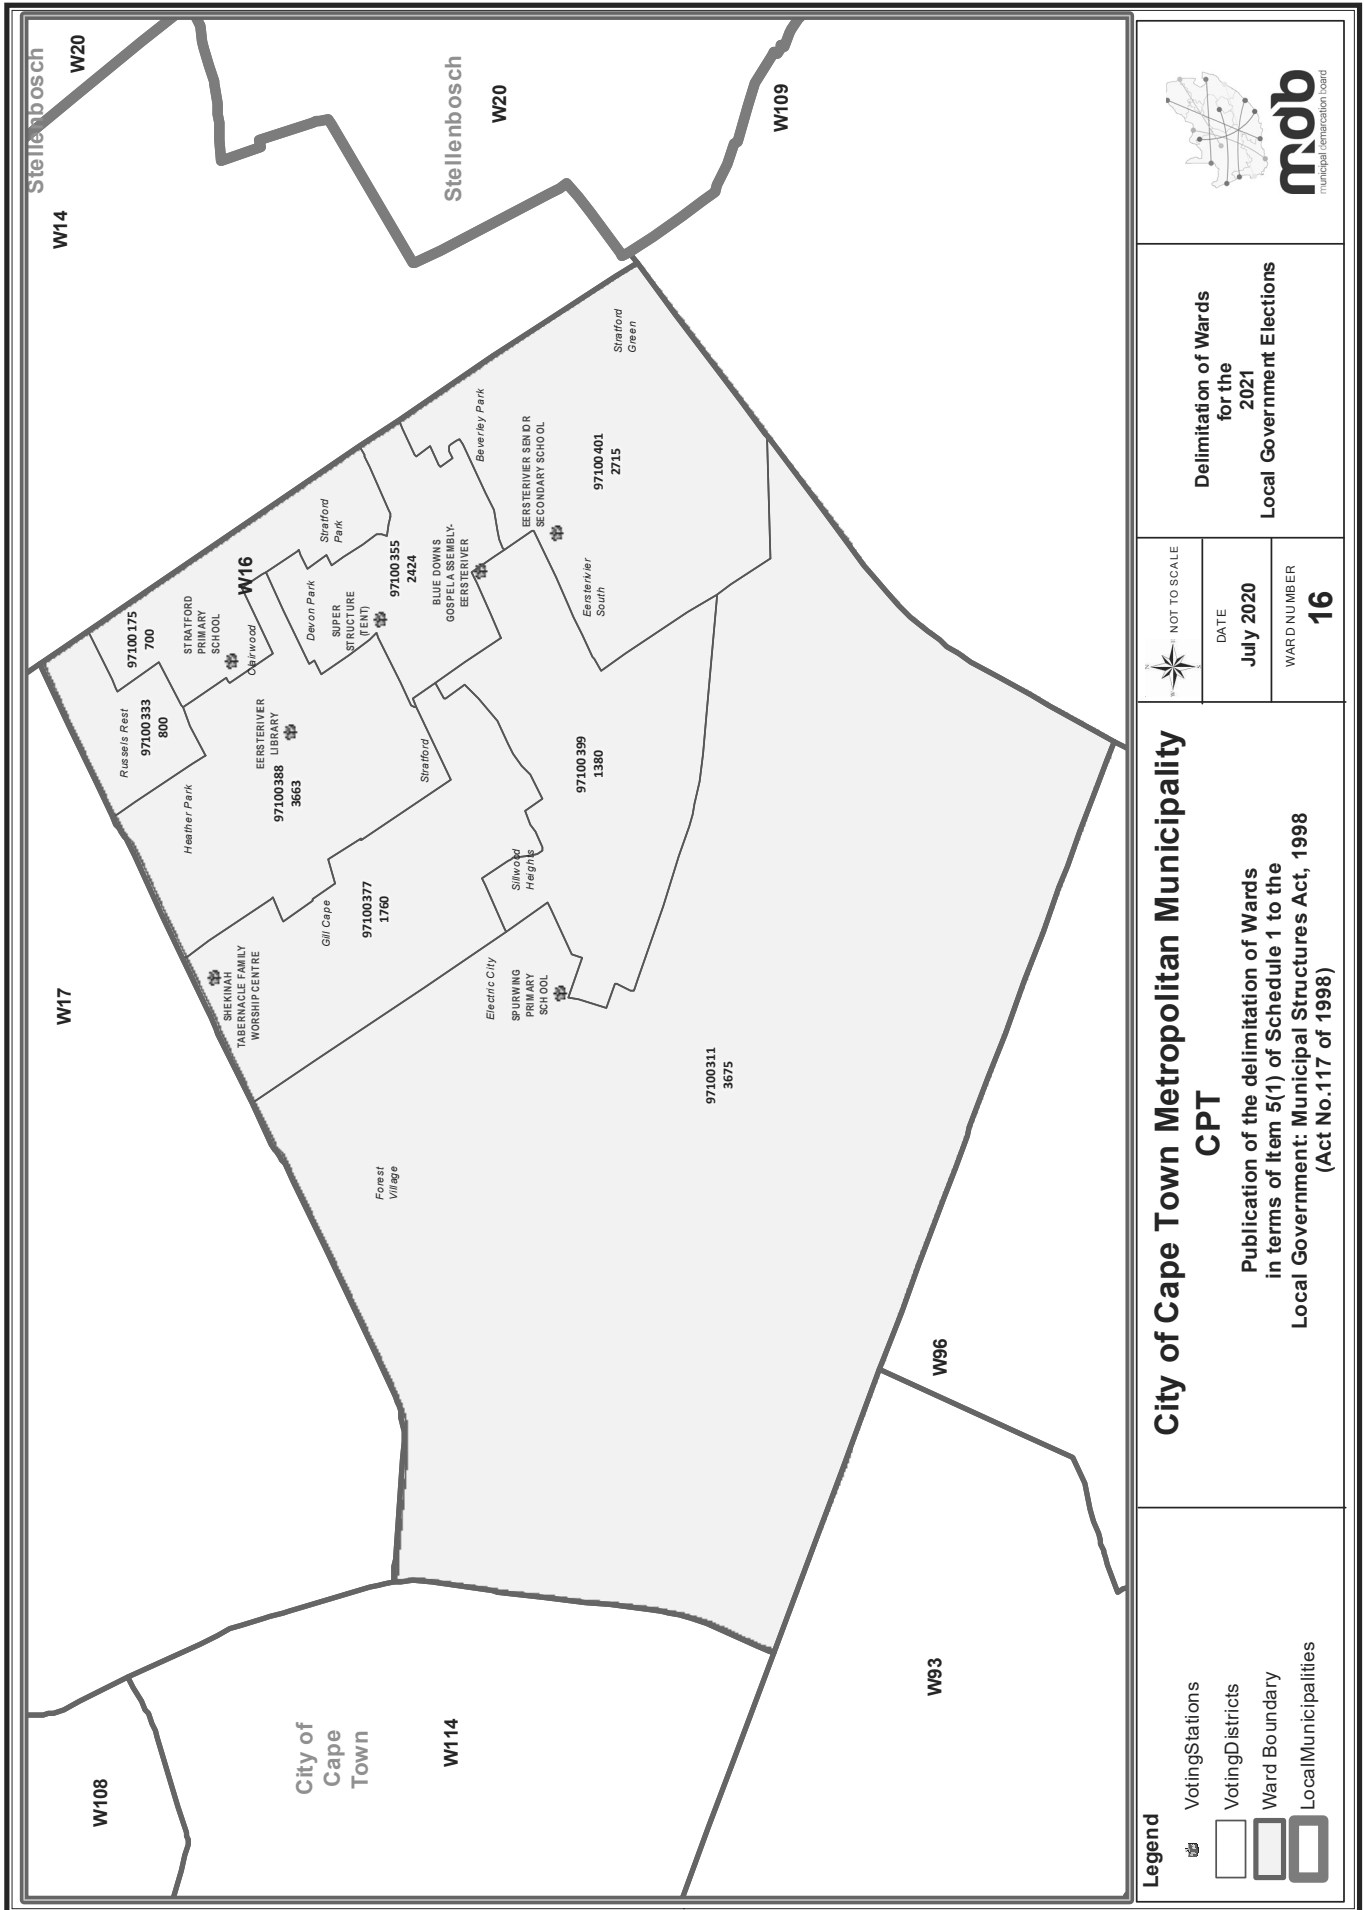 Stellenbosch
W20
W14
Stellenbosch
W20
W109
W17
W16
97100175
700
STRATFORD
PRIMARY
SCHOOL
Clairwood
Russels Rest
97100333
800
Heather Park
EERSTERIVER
LIBRARY
97100388
3663
Stratford
Park
Devon Park
SUPER
STRUCTURE
(TENT)
97100355
2424
BLUE DOWNS
GOSPEL ASSEMBLY-
EERSTERIVER
Beverley Park
EERSTERIVIER SENIOR
SECONDARY SCHOOL
Stratford
Green
97100401
2715
Eersterivier
South
Stratford
97100399
1380
Sillwood
Heights
Gill Cape
97100377
1760
SHEKINAH
TABERNACLE FAMILY
WORSHIP CENTRE
Electric City
SPURWING
PRIMARY
SCHOOL
97100311
3675
Forest
Village
W96
W93
W108
City of
Cape
Town
W114
Legend
VotingStations
VotingDistricts
Ward Boundary
LocalMunicipalities
City of Cape Town Metropolitan Municipality
CPT
Publication of the delimitation of Wards
in terms of Item 5(1) of Schedule 1 to the
Local Government: Municipal Structures Act, 1998
(Act No.117 of 1998)
N
E
S
W
NOT TO SCALE
DATE
July 2020
WARD NUMBER
16
Delimitation of Wards
for the
2021
Local Government Elections
mdb
municipal demarcation board